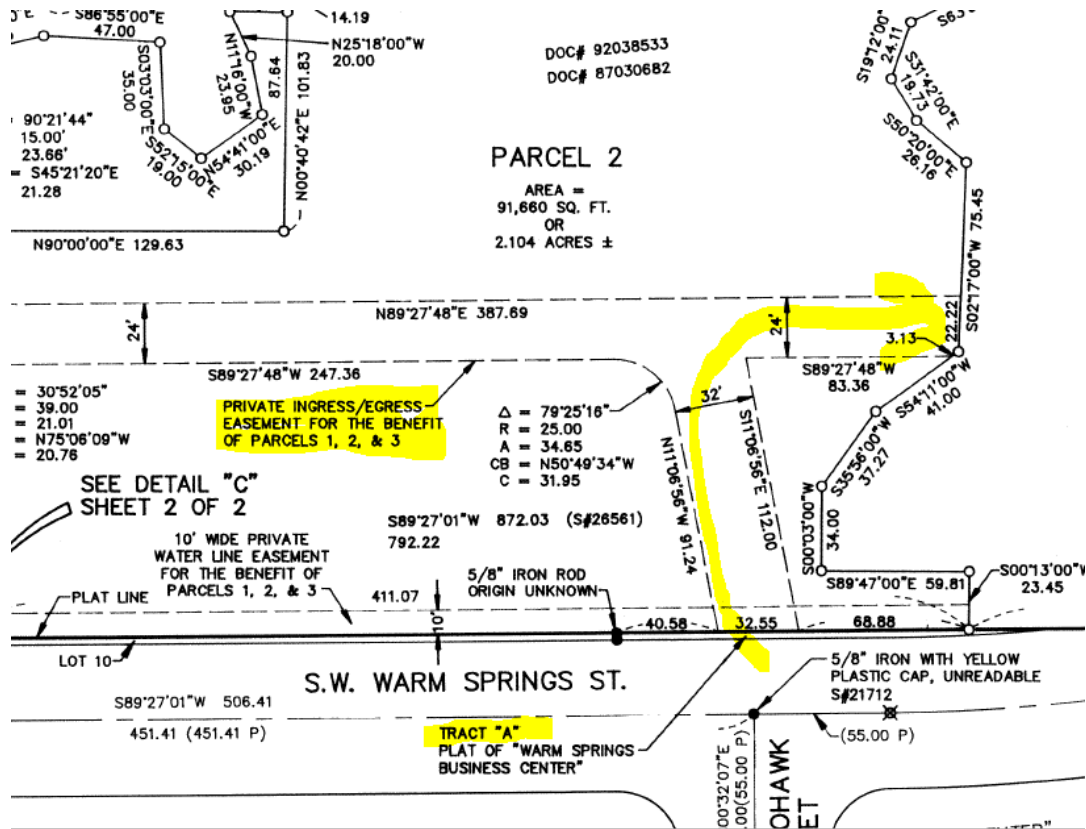 S86°55'00"E
47.00
S03°03'00"E
35.00
S52°15'00"E
19.00
N54°41'00"E
30.19
N11°16'00"W
23.95
87.64
N00°40'42"E 101.83
14.19
N25°18'00"W
20.00
DOC# 92038533
DOC# 87030682
S19°12'00"
24.11
S31°42'00"E
19.73
S50°20'00"E
26.16
S02°17'00"W 75.45
90°21'44"
15.00'
23.66'
= S45°21'20"E
21.28
PARCEL 2
AREA =
91,660 SQ. FT.
OR
2.104 ACRES ±
N90°00'00"E 129.63
N89°27'48"E 387.69
24'
24'
22.22
3.13
S89°27'48"W 247.36
S89°27'48"W
83.36
S54°11'00"W
41.00
S35°56'00"W
37.27
S00°03'00"W
34.00
S89°47'00"E 59.81
S00°13'00"W
23.45
= 30°52'05"
= 39.00
= 21.01
= N75°06'09"W
= 20.76
PRIVATE INGRESS/EGRESS
EASEMENT FOR THE BENEFIT
OF PARCELS 1, 2, & 3
Δ = 79°25'16"
R = 25.00
A = 34.65
CB = N50°49'34"W
C = 31.95
32'
N11°06'56"W 91.24
S11°06'56"E 112.00
SEE DETAIL "C"
SHEET 2 OF 2
S89°27'01"W 872.03 (S#26561)
792.22
10' WIDE PRIVATE
WATER LINE EASEMENT
FOR THE BENEFIT OF
PARCELS 1, 2, & 3
5/8" IRON ROD
ORIGIN UNKNOWN
PLAT LINE
411.07
10'
40.58
32.55
68.88
LOT 10
S.W. WARM SPRINGS ST.
5/8" IRON WITH YELLOW
PLASTIC CAP, UNREADABLE
S#21712
S89°27'01"W 506.41
451.41 (451.41 P)
TRACT "A"
PLAT OF "WARM SPRINGS
BUSINESS CENTER"
(55.00 P)
00°32'07"E
.00(55.00 P)
OHAWK
ET